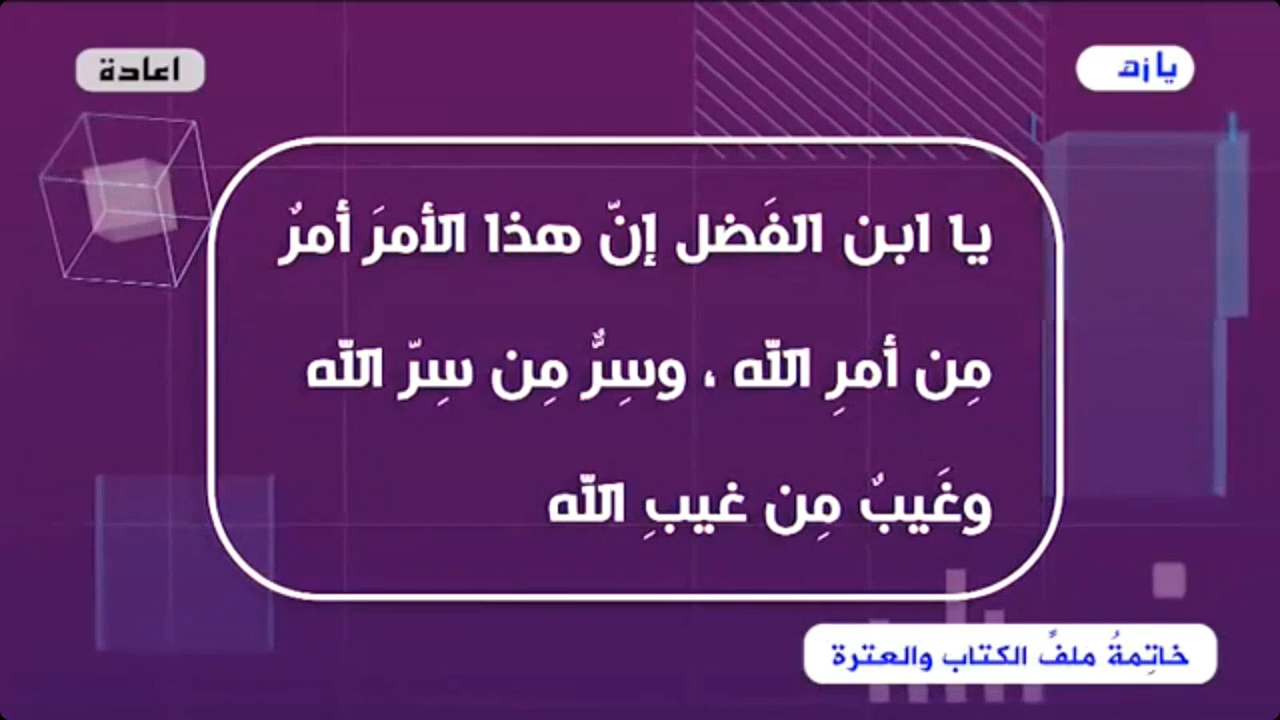 يا زه
اعادة
يا ابن الفَضل إنّ هذا الأمرَ أمرٌ
مِن أمرِ اللّه ، وسِرٌّ مِن سِرّ اللّه
وغَيبٌ مِن غيبِ اللّه
خاتِمةُ ملفِّ الكتاب والعترة